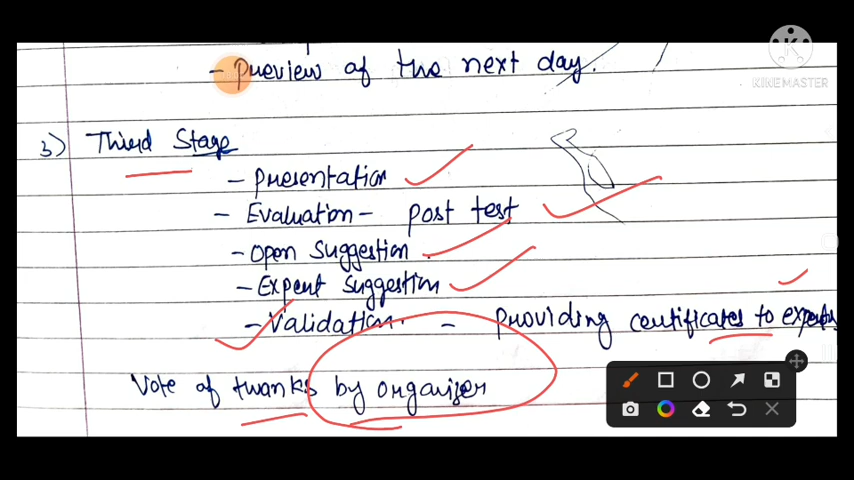 - Preview of the next day.
KINEMASTER
3) Third Stage
- Presentation
- Evaluation - post test
- Open Suggestion
- Expert Suggestion
- Validation - Providing certificates to experts
Vote of thanks by organiser